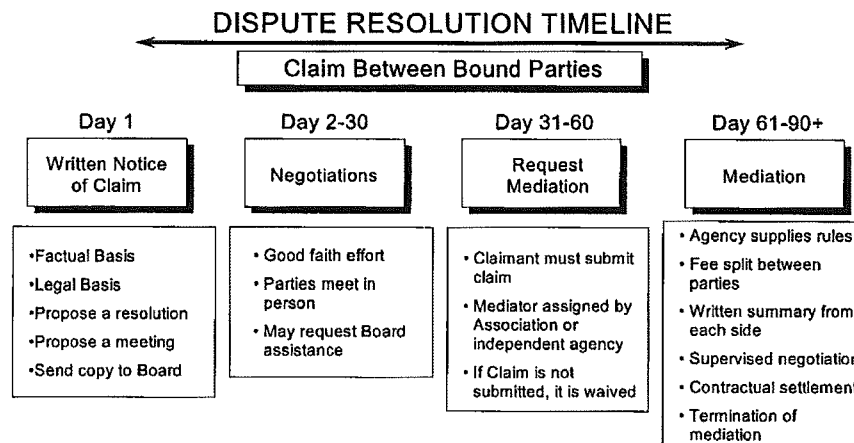 DISPUTE RESOLUTION TIMELINE
Claim Between Bound Parties
Day 1
Written Notice
of Claim
•Factual Basis
•Legal Basis
•Propose a resolution
•Propose a meeting
•Send copy to Board
Day 2-30
Negotiations
• Good faith effort
• Parties meet in
person
• May request Board
assistance
Day 31-60
Request
Mediation
• Claimant must submit
claim
• Mediator assigned by
Association or
independent agency
• If Claim is not
submitted, it is waived
Day 61-90+
Mediation
• Agency supplies rules
• Fee split between
parties
• Written summary from
each side
• Supervised negotiation
• Contractual settlement
• Termination of
mediation